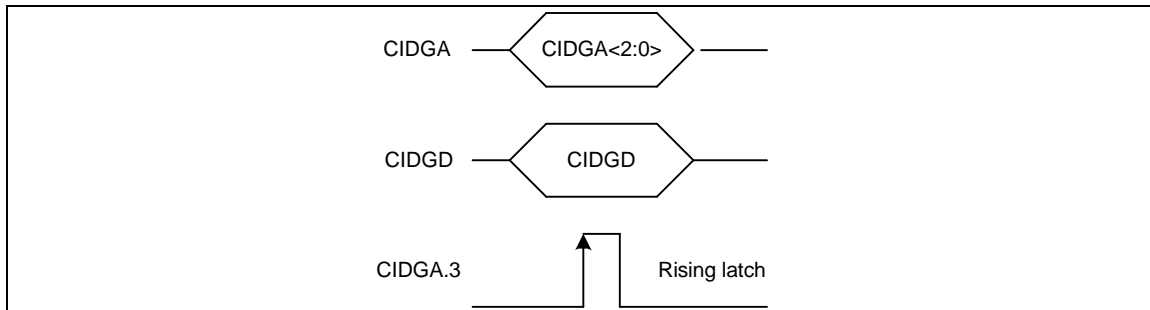 CIDGA CIDGA<2:0>
CIDGD CIDGD
CIDGA.3 Rising latch